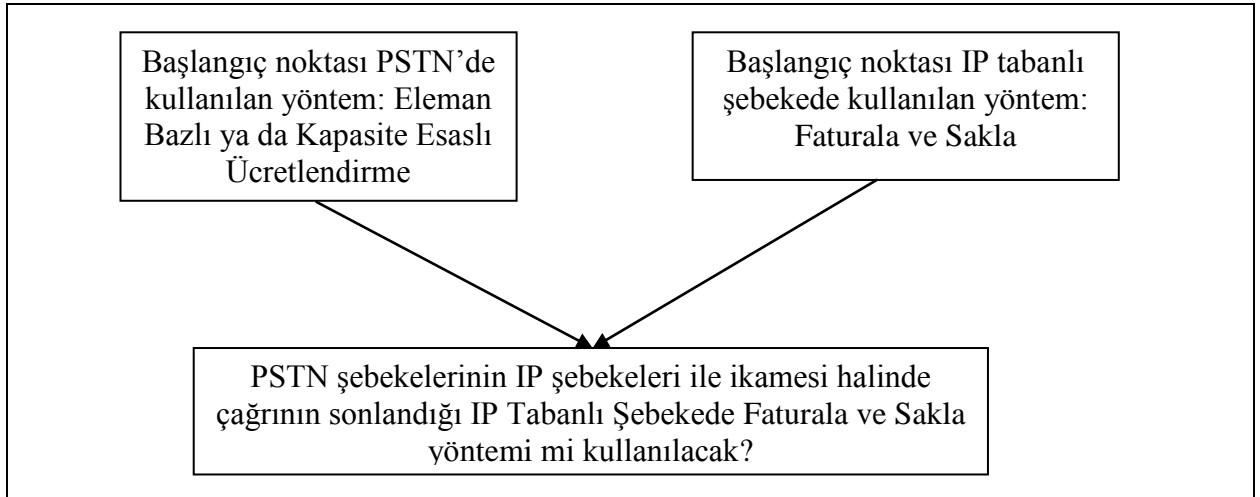 Başlangıç noktası PSTN’de
kullanılan yöntem: Eleman
Bazlı ya da Kapasite Esaslı
Ücretlendirme
Başlangıç noktası IP tabanlı
şebekede kullanılan yöntem:
Faturala ve Sakla
PSTN şebekelerinin IP şebekeleri ile ikamesi halinde
çağrının sonlandığı IP Tabanlı Şebekede Faturala ve Sakla
yöntemi mi kullanılacak?